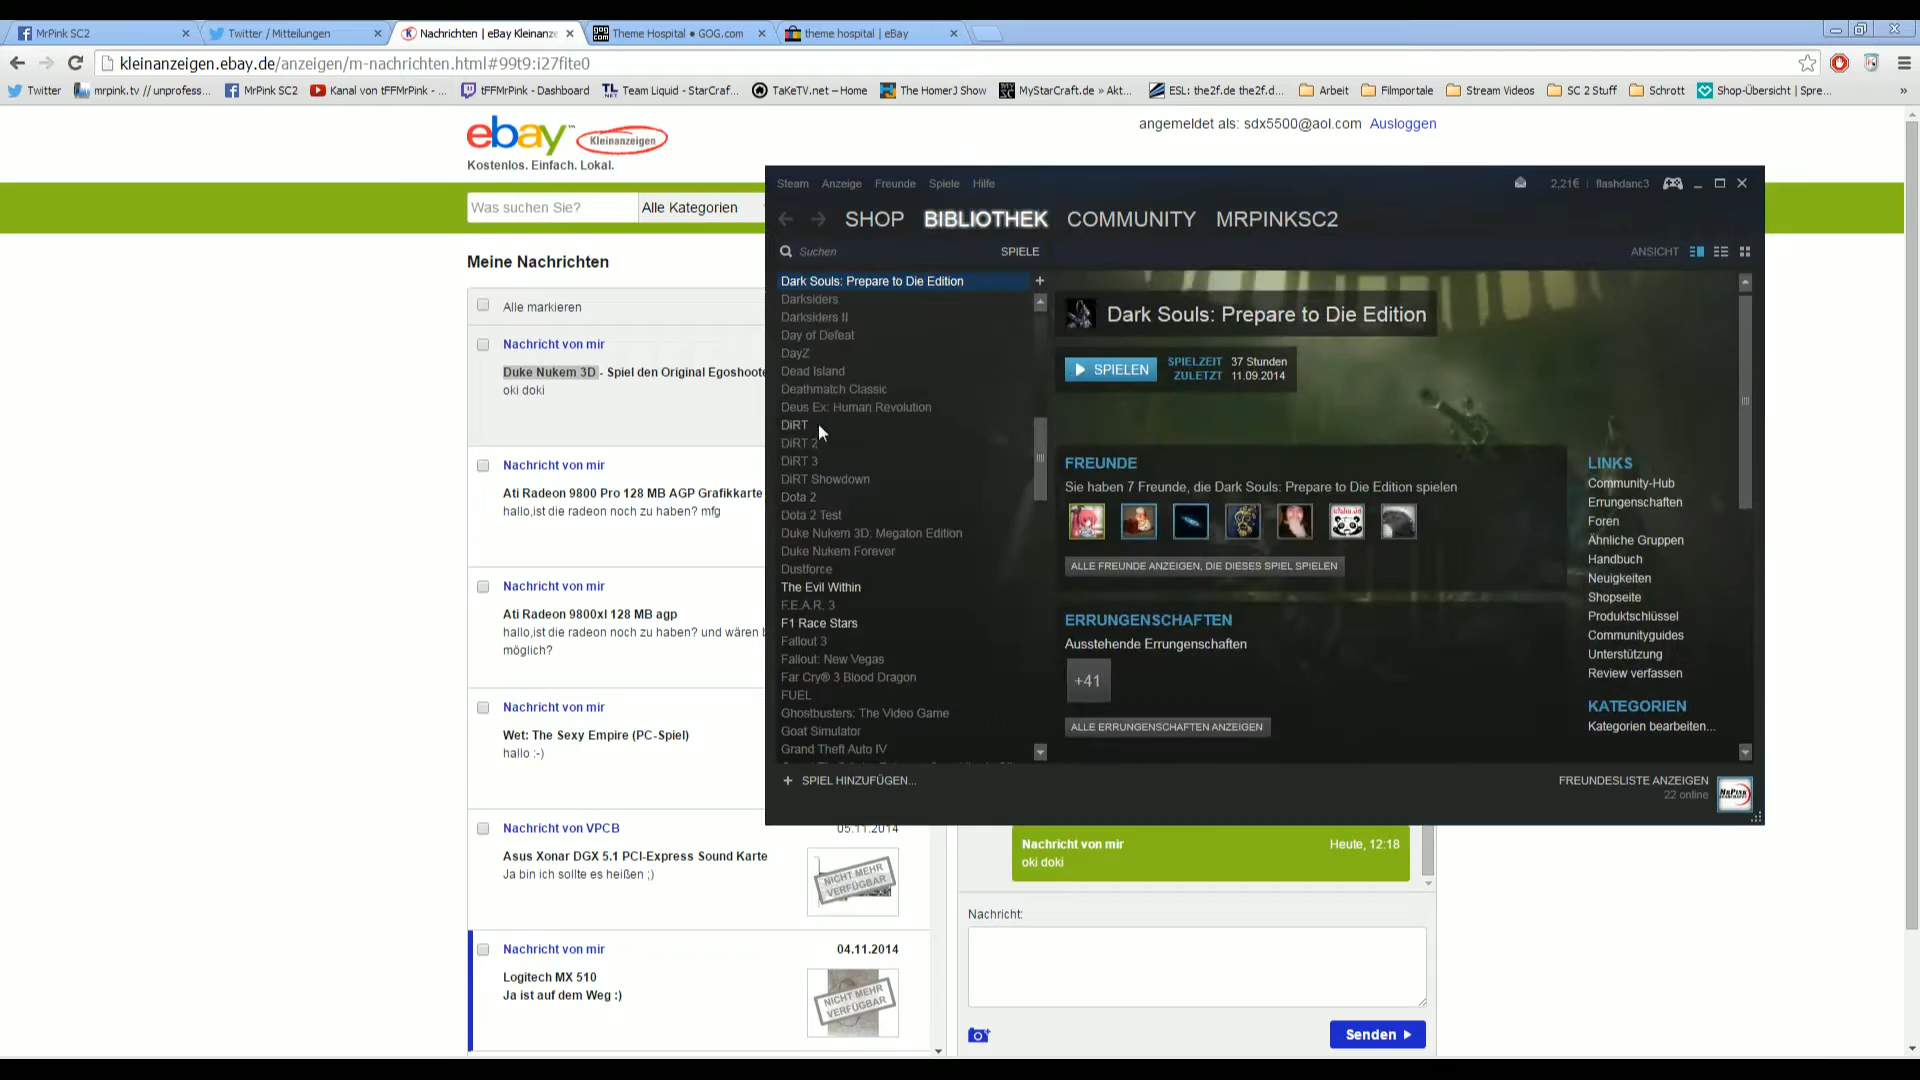 MrPink SC2
Twitter / Mitteilungen
Nachrichten | eBay Kleinanze
Theme Hospital ● GOG.com
theme hospital | eBay
kleinanzeigen.ebay.de/anzeigen/m-nachrichten.html#99t9:i27fite0
Twitter
mrpink.tv // unprofess...
MrPink SC2
Kanal von tFFMrPink - ...
tFFMrPink - Dashboard
Team Liquid - StarCraf...
TaKeTV.net – Home
The HomerJ Show
MyStarCraft.de » Akt...
ESL: the2f.de the2f.d...
Arbeit
Filmportale
Stream Videos
SC 2 Stuff
Schrott
Shop-Übersicht | Spre...
»
ebay Kleinanzeigen
Kostenlos. Einfach. Lokal.
angemeldet als: sdx5500@aol.com Ausloggen
Was suchen Sie?
Alle Kategorien
Meine Nachrichten
Alle markieren
Nachricht von mir
Duke Nukem 3D - Spiel den Original Egoshoote
oki doki
Nachricht von mir
Ati Radeon 9800 Pro 128 MB AGP Grafikkarte
hallo,ist die radeon noch zu haben? mfg
Nachricht von mir
Ati Radeon 9800xl 128 MB agp
hallo,ist die radeon noch zu haben? und wären b
möglich?
Nachricht von mir
Wet: The Sexy Empire (PC-Spiel)
hallo :-)
Nachricht von VPCB
05.11.2014
Asus Xonar DGX 5.1 PCI-Express Sound Karte
Ja bin ich sollte es heißen ;)
NICHT MEHR
VERFÜGBAR
Nachricht von mir
04.11.2014
Logitech MX 510
Ja ist auf dem Weg :)
NICHT MEHR
VERFÜGBAR
Steam Anzeige Freunde Spiele Hilfe
2,21€ flashdanc3
SHOP BIBLIOTHEK COMMUNITY MRPINKSC2
Suchen
SPIELE
ANSICHT
Dark Souls: Prepare to Die Edition
Darksiders
Darksiders II
Day of Defeat
DayZ
Dead Island
Deathmatch Classic
Deus Ex: Human Revolution
DiRT
DiRT 2
DiRT 3
DiRT Showdown
Dota 2
Dota 2 Test
Duke Nukem 3D: Megaton Edition
Duke Nukem Forever
Dustforce
The Evil Within
F.E.A.R. 3
F1 Race Stars
Fallout 3
Fallout: New Vegas
Far Cry® 3 Blood Dragon
FUEL
Ghostbusters: The Video Game
Goat Simulator
Grand Theft Auto IV
+ SPIEL HINZUFÜGEN...
Dark Souls: Prepare to Die Edition
SPIELEN
SPIELZEIT 37 Stunden
ZULETZT 11.09.2014
FREUNDE
Sie haben 7 Freunde, die Dark Souls: Prepare to Die Edition spielen
ALLE FREUNDE ANZEIGEN, DIE DIESES SPIEL SPIELEN
ERRUNGENSCHAFTEN
Ausstehende Errungenschaften
+41
ALLE ERRUNGENSCHAFTEN ANZEIGEN
LINKS
Community-Hub
Errungenschaften
Foren
Ähnliche Gruppen
Handbuch
Neuigkeiten
Shopseite
Produktschlüssel
Communityguides
Unterstützung
Review verfassen
KATEGORIEN
Kategorien bearbeiten...
FREUNDESLISTE ANZEIGEN
22 online
MRPINK
Nachricht von mir
Heute, 12:18
oki doki
Nachricht:
Senden